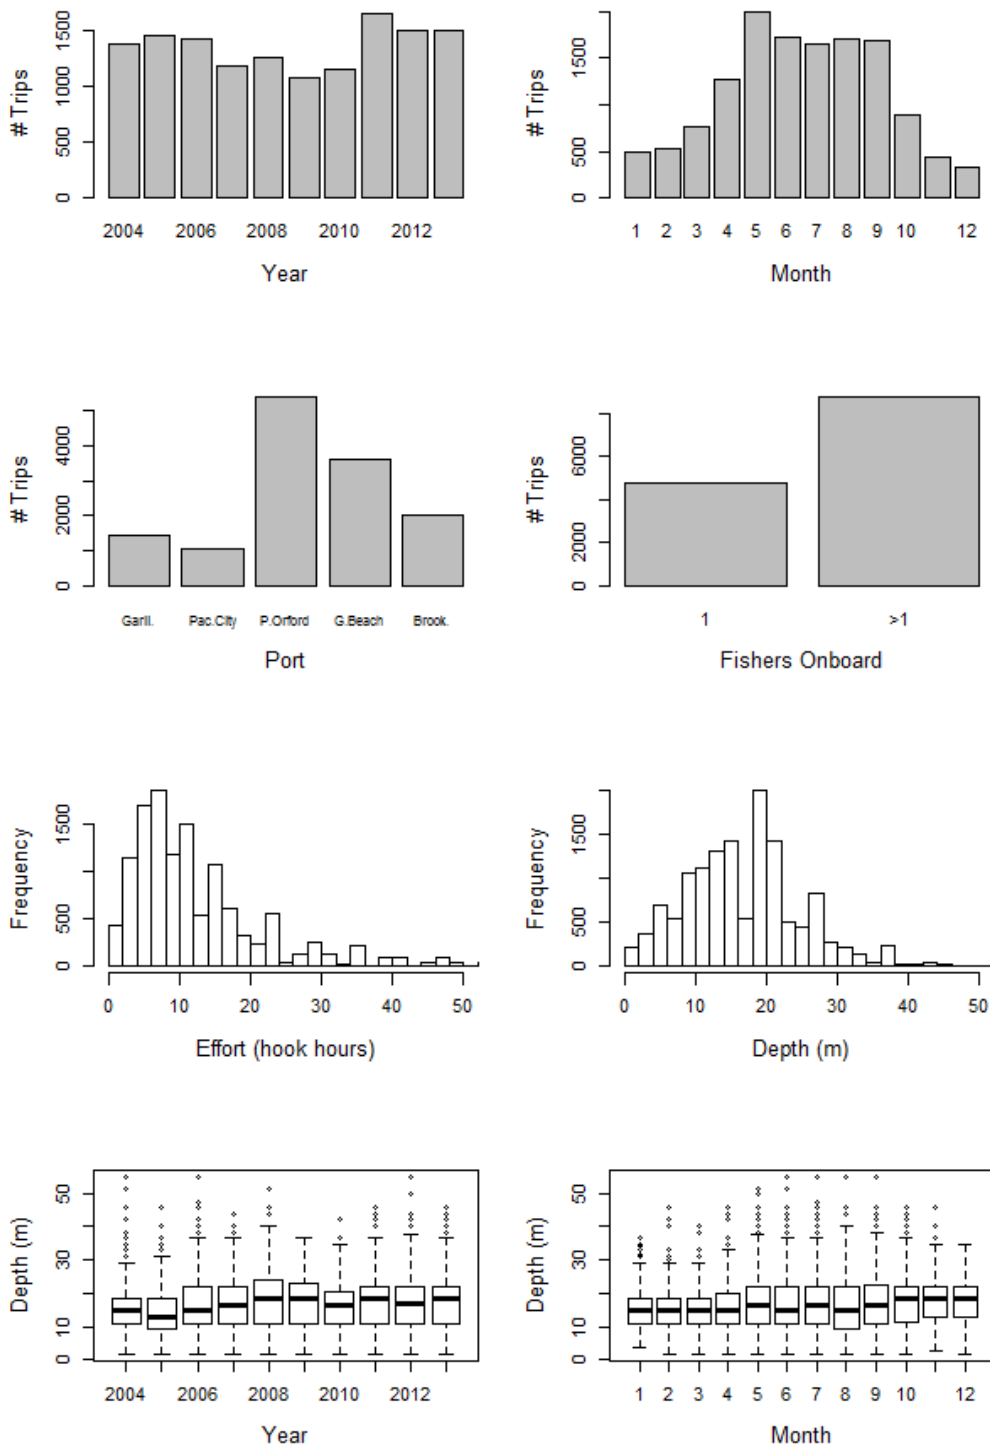 # Trips
0 500 1000 1500
2004 2006 2008 2010 2012
Year
# Trips
0 500 1500
1 2 3 4 5 6 7 8 9 10 12
Month
# Trips
0 2000 4000
Garil. Pac.City P.Orford G.Beach Brook.
Port
# Trips
0 2000 6000
1 >1
Fishers Onboard
Frequency
0 500 1500
0 10 20 30 40 50
Effort (hook hours)
Frequency
0 500 1500
0 10 20 30 40 50
Depth (m)
Depth (m)
0 10 30 50
2004 2006 2008 2010 2012
Year
Depth (m)
0 10 30 50
1 2 3 4 5 6 7 8 9 10 12
Month